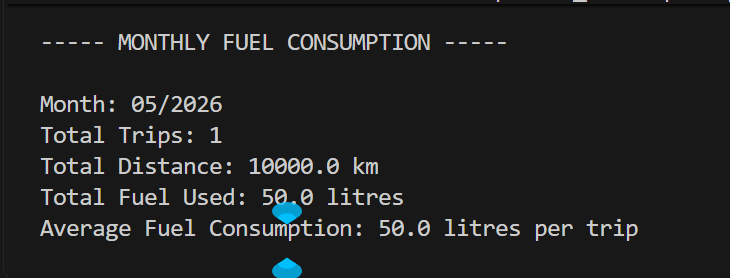 ----- MONTHLY FUEL CONSUMPTION -----
Month: 05/2026
Total Trips: 1
Total Distance: 10000.0 km
Total Fuel Used: 50.0 litres
Average Fuel Consumption: 50.0 litres per trip